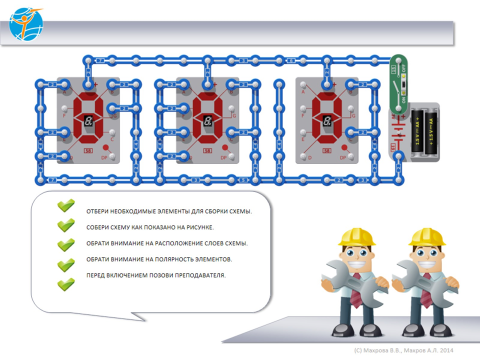 ОТБЕРИ НЕОБХОДИМЫЕ ЭЛЕМЕНТЫ ДЛЯ СБОРКИ СХЕМЫ.
СОБЕРИ СХЕМУ КАК ПОКАЗАНО НА РИСУНКЕ.
ОБРАТИ ВНИМАНИЕ НА РАСПОЛОЖЕНИЕ СЛОЕВ СХЕМЫ.
ОБРАТИ ВНИМАНИЕ НА ПОЛЯРНОСТЬ ЭЛЕМЕНТОВ.
ПЕРЕД ВКЛЮЧЕНИЕМ ПОЗОВИ ПРЕПОДАВАТЕЛЯ.
(С) Макрова В.В., Макров А.Л. 2014